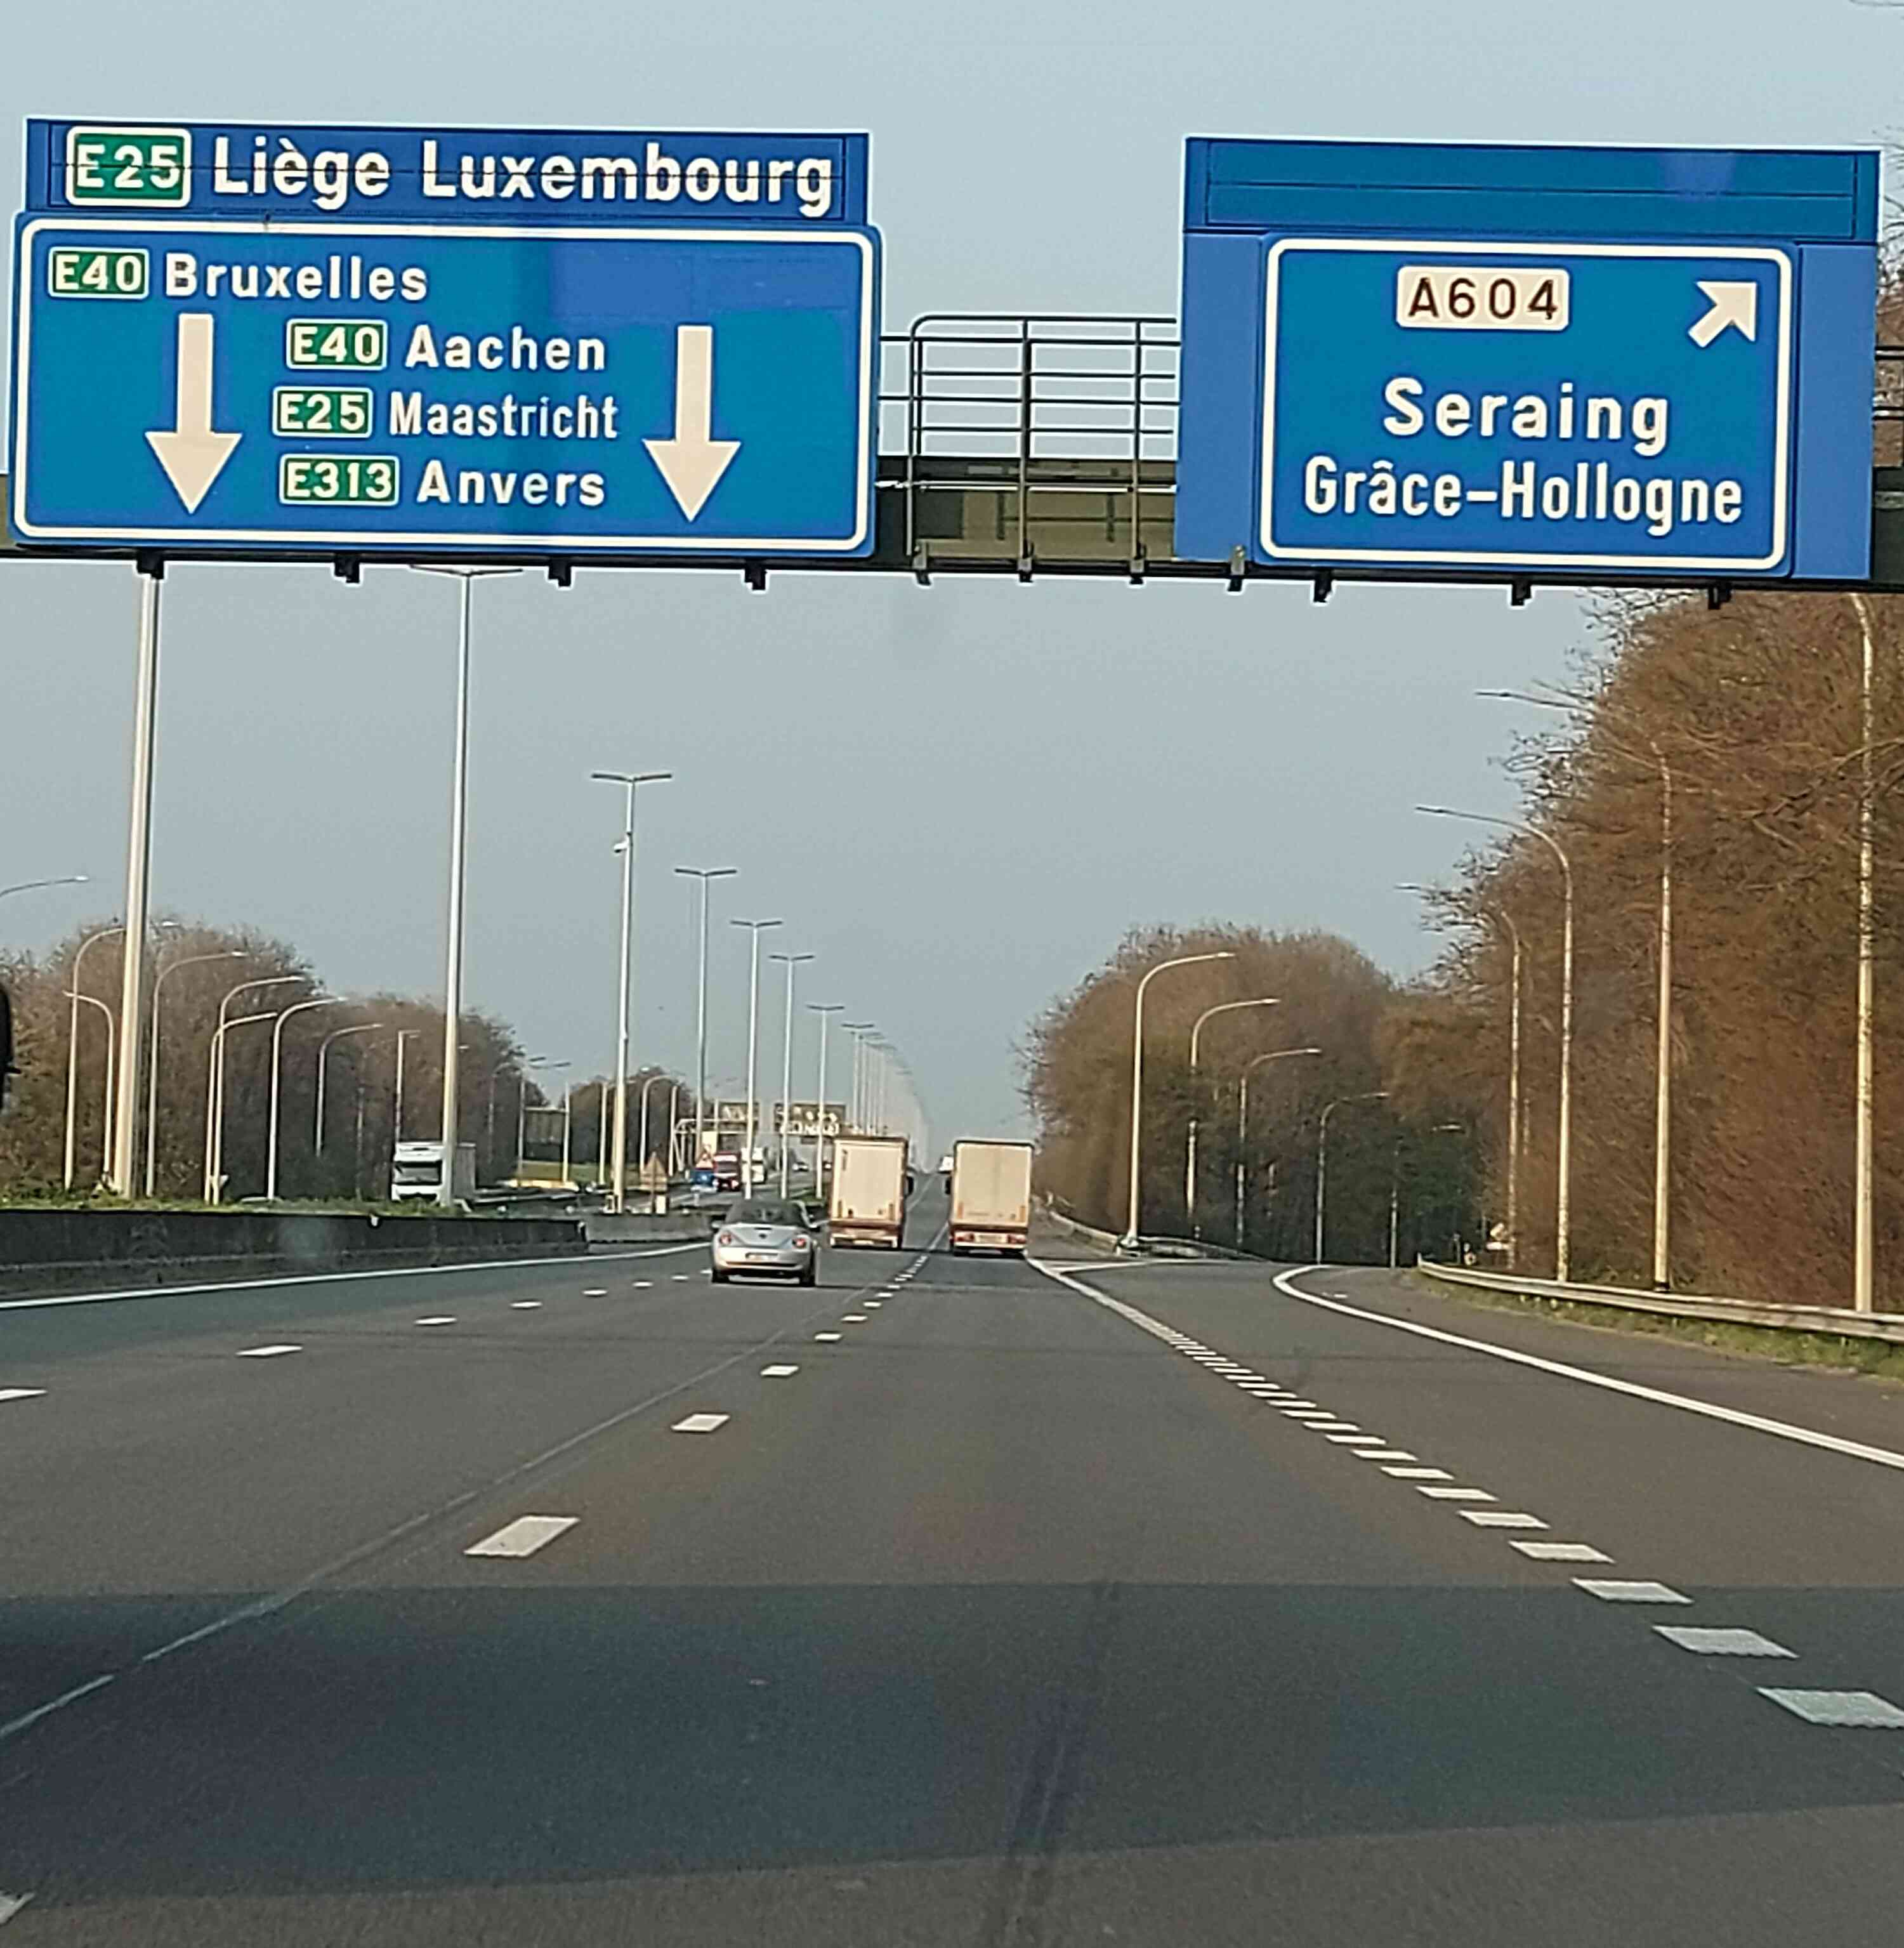 E25 Liège Luxembourg
E40 Bruxelles
E40 Aachen
E25 Maastricht
E313 Anvers
A604
Seraing
Grâce-Hollogne